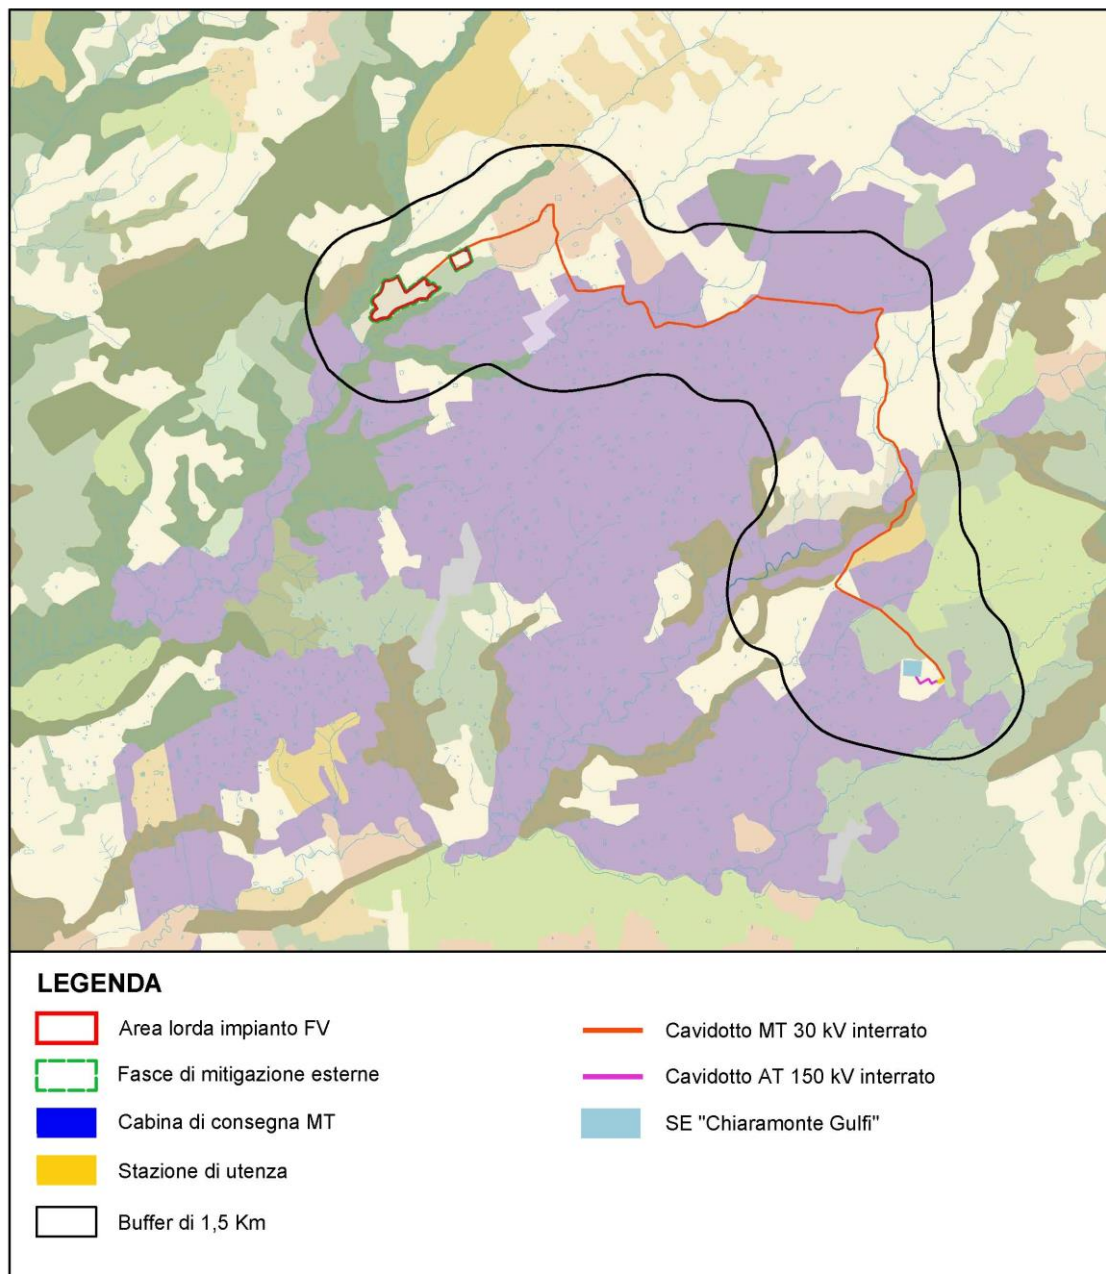 LEGENDA
Area lorda impianto FV
Fasce di mitigazione esterne
Cabina di consegna MT
Stazione di utenza
Buffer di 1,5 Km
Cavidotto MT 30 kV interrato
Cavidotto AT 150 kV interrato
SE "Chiaramonte Gulfi"